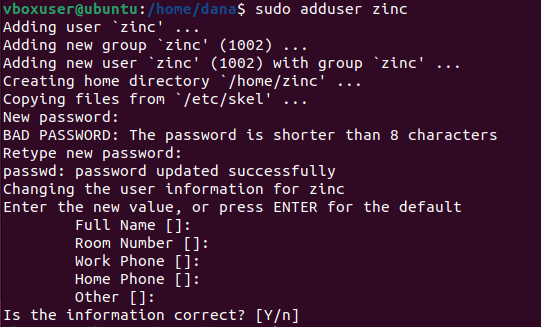 vboxuser@ubuntu:/home/dana$ sudo adduser zinc
Adding user `zinc' ...
Adding new group `zinc' (1002) ...
Adding new user `zinc' (1002) with group `zinc' ...
Creating home directory `/home/zinc' ...
Copying files from `/etc/skel' ...
New password:
BAD PASSWORD: The password is shorter than 8 characters
Retype new password:
passwd: password updated successfully
Changing the user information for zinc
Enter the new value, or press ENTER for the default
Full Name []:
Room Number []:
Work Phone []:
Home Phone []:
Other []:
Is the information correct? [Y/n]